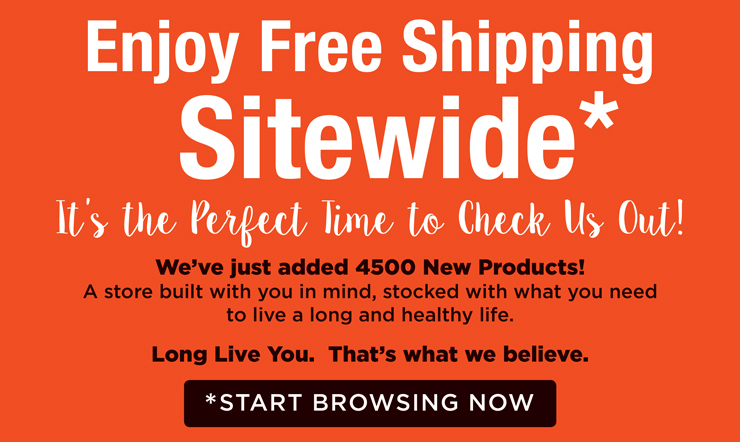 Enjoy Free Shipping
Sitewide*
It's the Perfect Time to Check Us Out!
We've just added 4500 New Products!
A store built with you in mind, stocked with what you need
to live a long and healthy life.
Long Live You.  That's what we believe.
*START BROWSING NOW